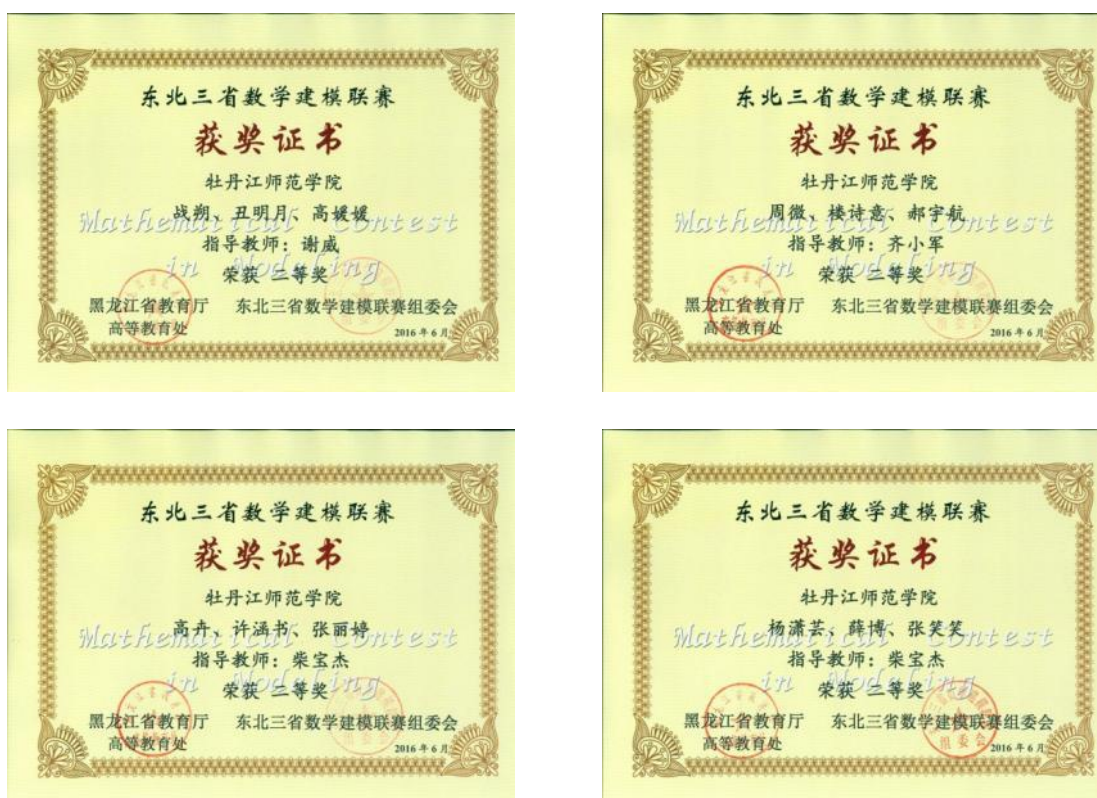 东北三省数学建模联赛
获奖证书
牡丹江师范学院
战朔、丑明月、高媛媛
指导教师：谢威
荣获 二等奖
Mathematical Contest
in Modeling
黑龙江省教育厅 东北三省数学建模联赛组委会
高等教育处
2016年6月
东北三省数学建模联赛
获奖证书
牡丹江师范学院
周微、楼诗意、郝宇航
指导教师：齐小军
荣获 二等奖
Mathematical Contest
in Modeling
黑龙江省教育厅 东北三省数学建模联赛组委会
高等教育处
2016年6月
东北三省数学建模联赛
获奖证书
牡丹江师范学院
高卉、许涵书、张丽婷
指导教师：柴宝杰
荣获 二等奖
Mathematical Contest
in Modeling
黑龙江省教育厅 东北三省数学建模联赛组委会
高等教育处
2016年6月
东北三省数学建模联赛
获奖证书
牡丹江师范学院
杨潇芸、薛博、张笑笑
指导教师：柴宝杰
荣获 二等奖
Mathematical Contest
in Modeling
黑龙江省教育厅 东北三省数学建模联赛组委会
高等教育处
2016年6月